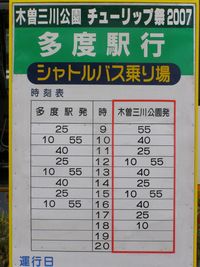 木曽三川公園 チューリップ祭2007
多度駅行
シャトルバス乗り場
時刻表
多度駅発 時 木曽三川公園発
25 9 55
10 55 10 40
40 11 25
25 12 10 55
10 55 13 40
40 14 25
25 15 10 55
10 55 16 40
40 17 25
18 10
19
20
運行日